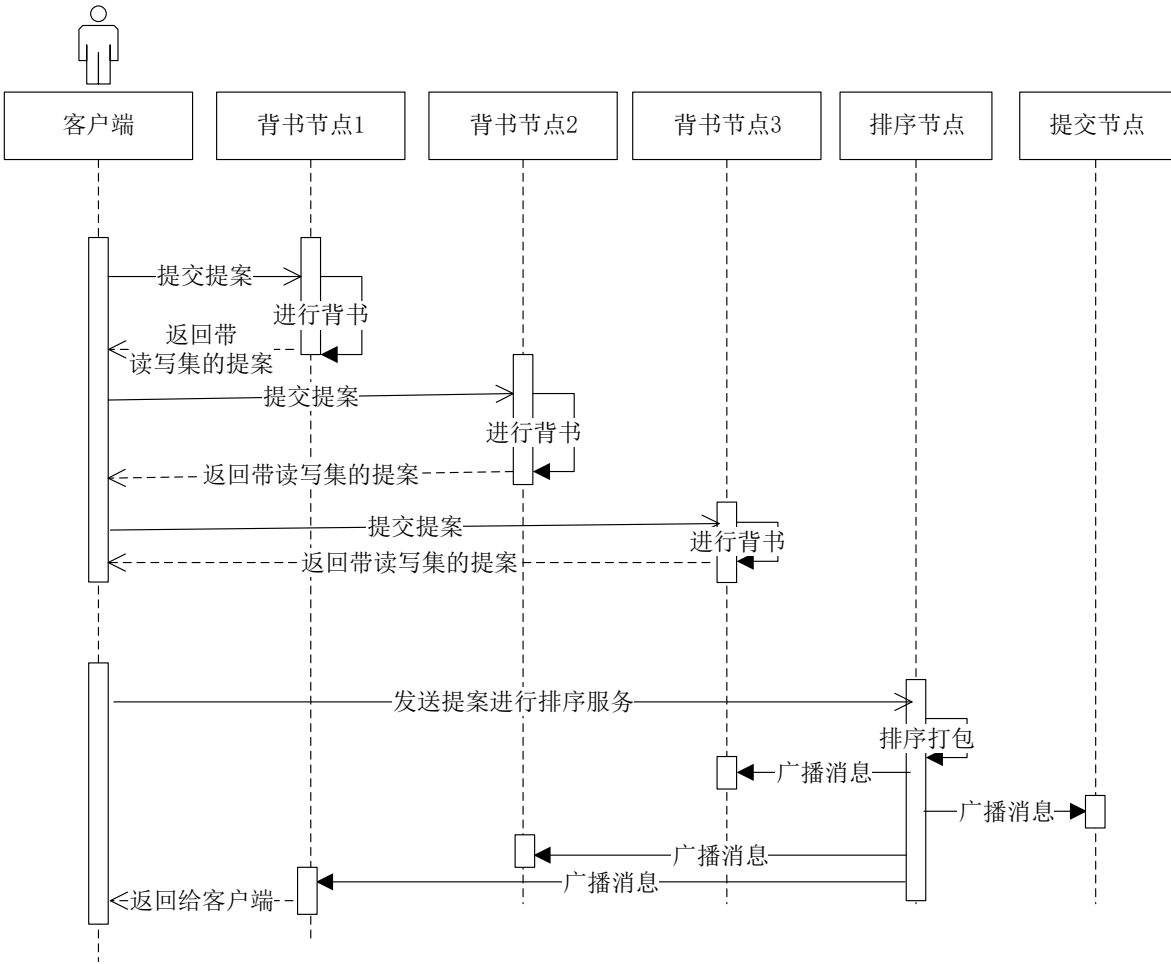 客户端
背书节点1
背书节点2
背书节点3
排序节点
提交节点
提交提案
进行背书
返回带
读写集的提案
提交提案
进行背书
返回带读写集的提案
提交提案
进行背书
返回带读写集的提案
发送提案进行排序服务
排序打包
广播消息
广播消息
广播消息
广播消息
返回给客户端